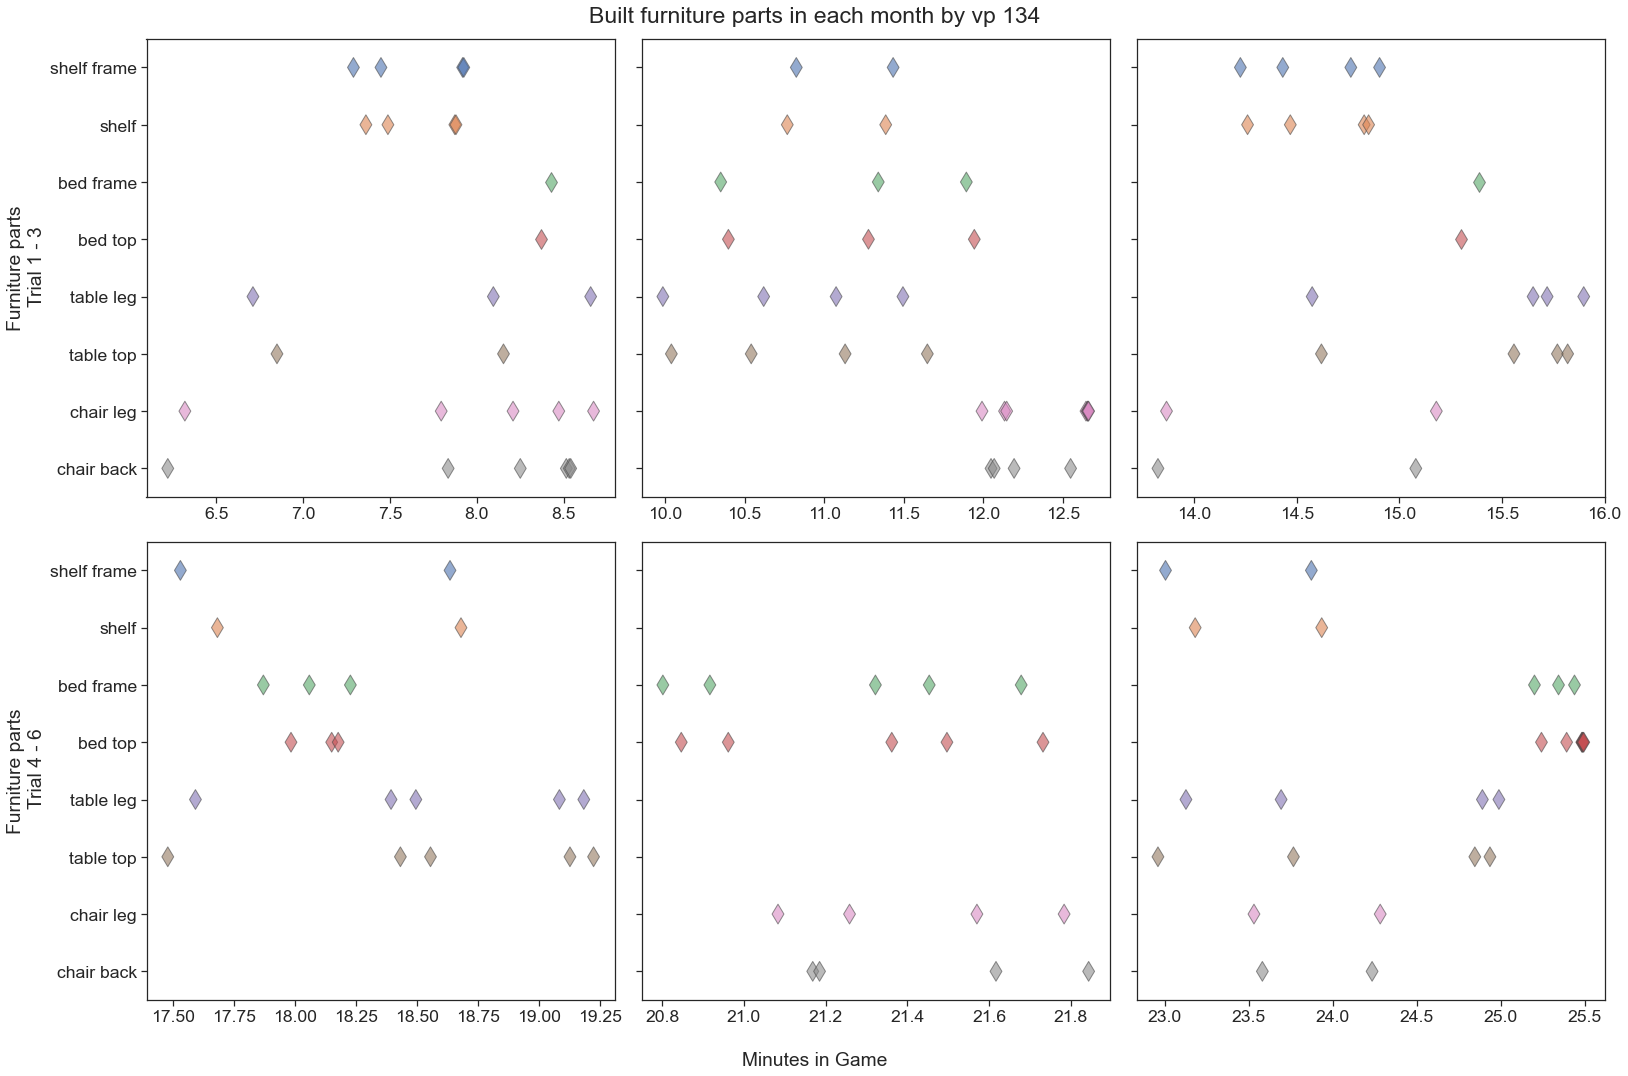 Built furniture parts in each month by vp 134
Furniture parts
Trial 1 - 3
shelf frame
shelf
bed frame
bed top
table leg
table top
chair leg
chair back
6.5 7.0 7.5 8.0 8.5
10.0 10.5 11.0 11.5 12.0 12.5
14.0 14.5 15.0 15.5 16.0
Furniture parts
Trial 4 - 6
shelf frame
shelf
bed frame
bed top
table leg
table top
chair leg
chair back
17.50 17.75 18.00 18.25 18.50 18.75 19.00 19.25
20.8 21.0 21.2 21.4 21.6 21.8
23.0 23.5 24.0 24.5 25.0 25.5
Minutes in Game